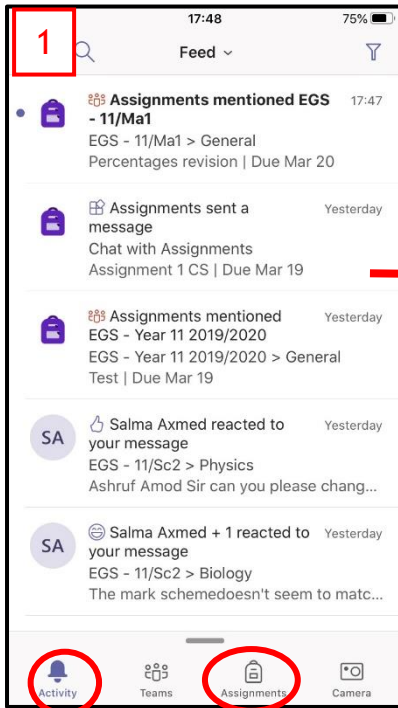 17:48 75%
1
Feed
Assignments mentioned EGS 17:47
- 11/Ma1
EGS - 11/Ma1 > General
Percentages revision | Due Mar 20
Assignments sent a Yesterday
message
Chat with Assignments
Assignment 1 CS | Due Mar 19
Assignments mentioned Yesterday
EGS - Year 11 2019/2020
EGS - Year 11 2019/2020 > General
Test | Due Mar 19
SA
Salma Axmed reacted to Yesterday
your message
EGS - 11/Sc2 > Physics
Ashruf Amod Sir can you please chang...
SA
Salma Axmed + 1 reacted to Yesterday
your message
EGS - 11/Sc2 > Biology
The mark schemedoesn't seem to matc...
Activity Teams Assignments Camera